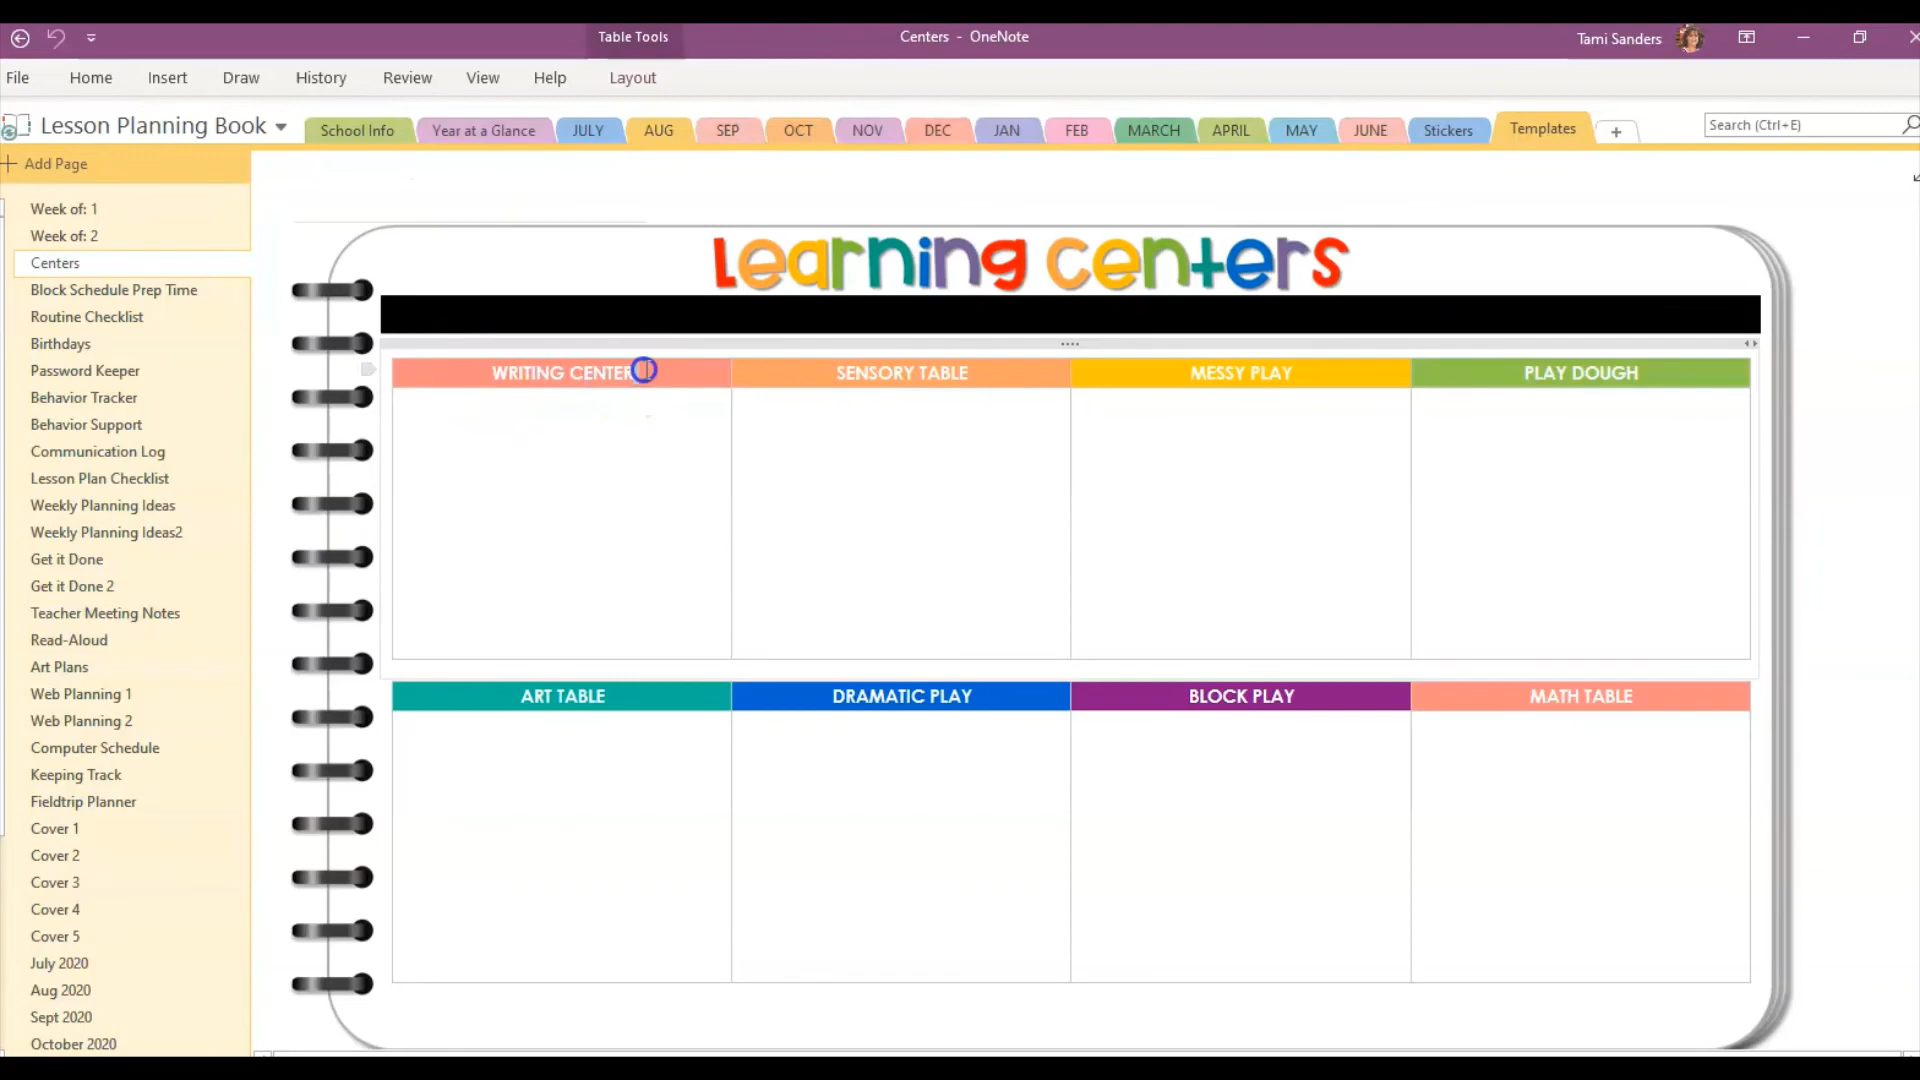 Table Tools
Centers - OneNote
Tami Sanders
File Home Insert Draw History Review View Help Layout
Lesson Planning Book
School Info Year at a Glance JULY AUG SEP OCT NOV DEC JAN FEB MARCH APRIL MAY JUNE Stickers Templates +
Search (Ctrl+E)
Add Page
Week of: 1
Week of: 2
Centers
Block Schedule Prep Time
Routine Checklist
Birthdays
Password Keeper
Behavior Tracker
Behavior Support
Communication Log
Lesson Plan Checklist
Weekly Planning Ideas
Weekly Planning Ideas2
Get it Done
Get it Done 2
Teacher Meeting Notes
Read-Aloud
Art Plans
Web Planning 1
Web Planning 2
Computer Schedule
Keeping Track
Fieldtrip Planner
Cover 1
Cover 2
Cover 3
Cover 4
Cover 5
July 2020
Aug 2020
Sept 2020
October 2020
Learning Centers
WRITING CENTER SENSORY TABLE MESSY PLAY PLAY DOUGH
ART TABLE DRAMATIC PLAY BLOCK PLAY MATH TABLE